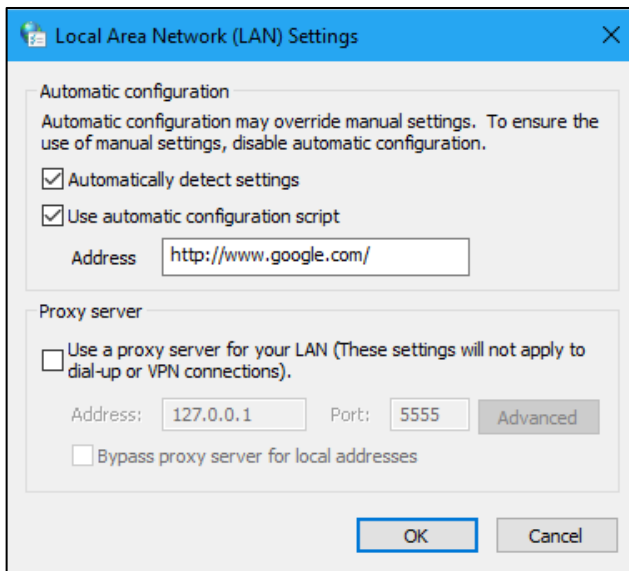 Local Area Network (LAN) Settings
Automatic configuration
Automatic configuration may override manual settings. To ensure the
use of manual settings, disable automatic configuration.
Automatically detect settings
Use automatic configuration script
Address http://www.google.com/
Proxy server
Use a proxy server for your LAN (These settings will not apply to
dial-up or VPN connections).
Address: 127.0.0.1 Port: 5555 Advanced
Bypass proxy server for local addresses
OK Cancel